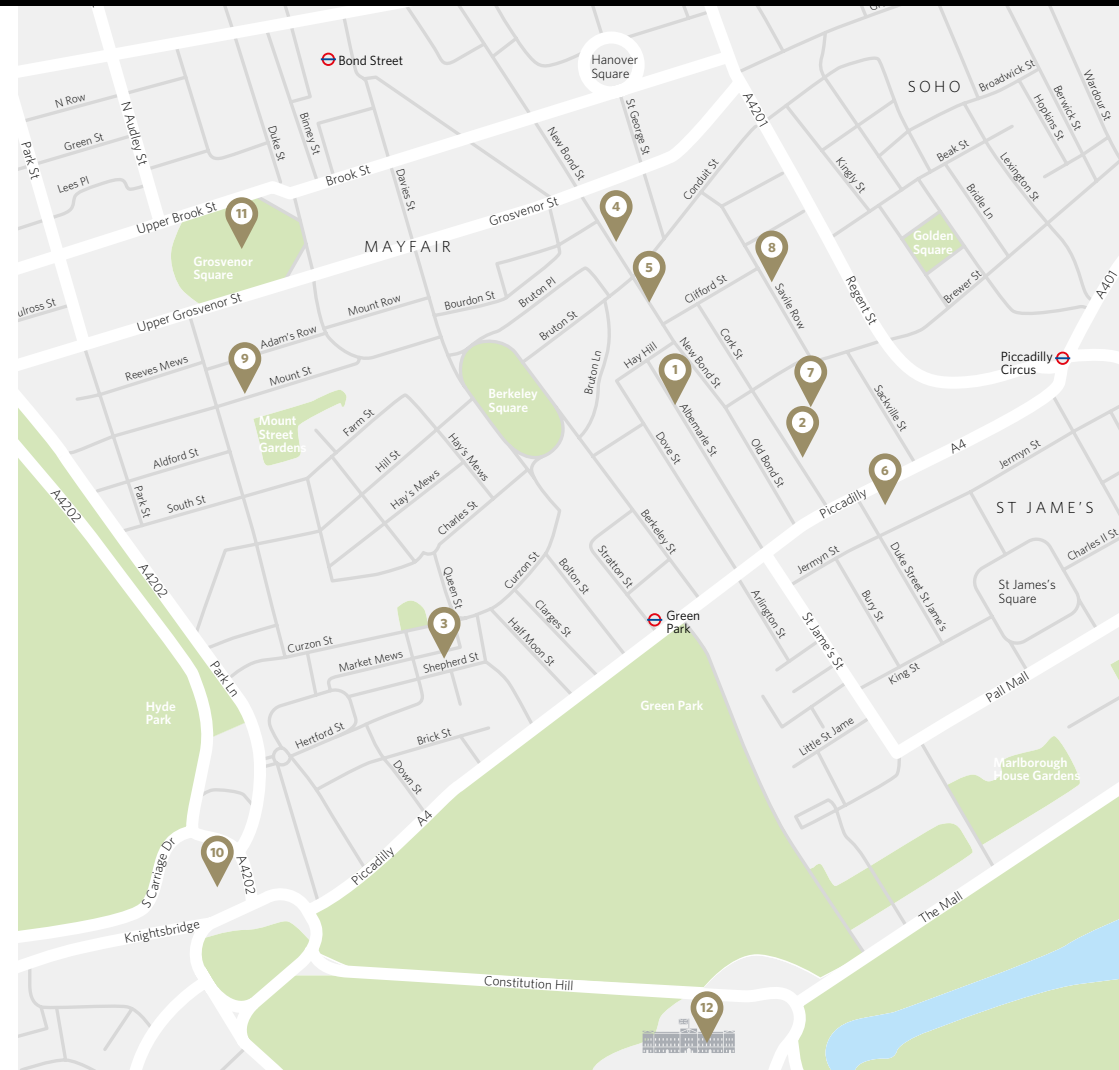 Bond Street
Hanover
Square
SOHO
Broadwick St
Wardour St
Berwick St
Hopkins St
N Row
N Audley St
Green St
Park St
Lees Pl
Duke St
Binney St
Brook St
Davies St
New Bond St
St George St
A4201
Conduit St
Kingly St
Beak St
Lexington St
Bridle Ln
Upper Brook St
11
Grosvenor St
4
MAYFAIR
8
Golden
Square
Grosvenor
Square
5
Clifford St
Savile Row
Regent St
Brewer St
A401
ulross St
Upper Grosvenor St
Mount Row
Bourdon St
Bruton Pl
Bruton St
Adam's Row
Reeves Mews
9
Mount St
Hay Hill
New Bond St
Cork St
Bruton Ln
1
7
Piccadilly
Circus
Berkeley
Square
Mount
Street
Gardens
Farm St
Albemarle St
Sackville St
2
Dove St
Old Bond St
A4
Jermyn St
Aldford St
Hill St
Hay's Mews
Hay's Mews
Park St
South St
A4202
Charles St
6
Piccadilly
ST JAME'S
Charles II St
Berkeley St
Jermyn St
Duke Street St Jame's
A4202
Queen St
Curzon St
Bolton St
Stratton St
St James's
Square
Clarges St
Half Moon St
Green
Park
Arlington St
Bury St
St Jame's St
3
Curzon St
Market Mews
Shepherd St
Park Ln
King St
Pall Mall
Hyde
Park
Green Park
Hertford St
Brick St
Little St Jame
Down St
Marlborough
House Gardens
A4
S Carriage Dr
10
A4202
Piccadilly
Knightsbridge
The Mall
Constitution Hill
12